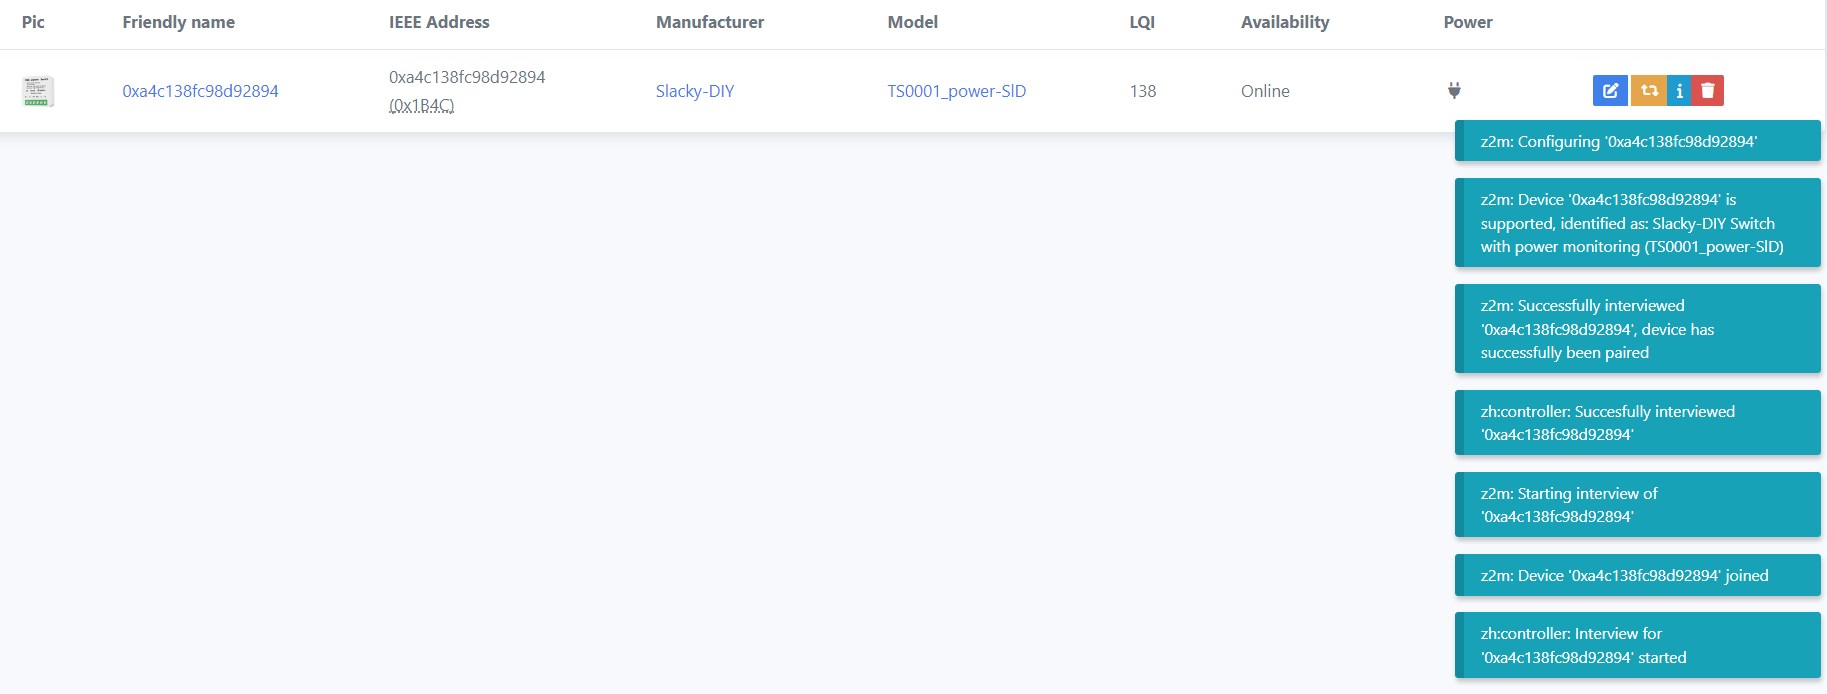 Pic Friendly name IEEE Address Manufacturer Model LQI Availability Power
0xa4c138fc98d92894 0xa4c138fc98d92894 Slacky-DIY TS0001_power-SlD 138 Online
(0x1B4C)
z2m: Configuring '0xa4c138fc98d92894'
z2m: Device '0xa4c138fc98d92894' is
supported, identified as: Slacky-DIY Switch
with power monitoring (TS0001_power-SlD)
z2m: Successfully interviewed
'0xa4c138fc98d92894', device has
successfully been paired
zh:controller: Succesfully interviewed
'0xa4c138fc98d92894'
z2m: Starting interview of
'0xa4c138fc98d92894'
z2m: Device '0xa4c138fc98d92894' joined
zh:controller: Interview for
'0xa4c138fc98d92894' started